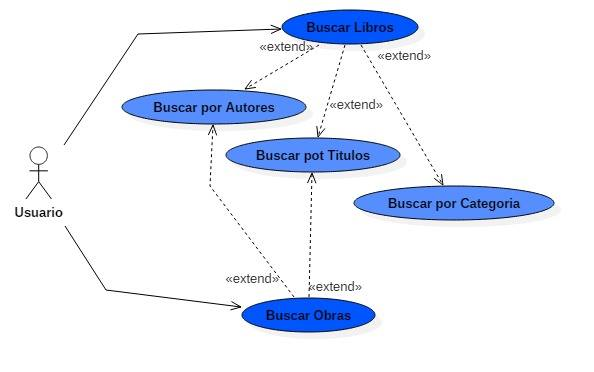 Buscar Libros
«extend»
«extend»
«extend»
Buscar por Autores
Buscar pot Titulos
Buscar por Categoria
Usuario
«extend»
«extend»
Buscar Obras